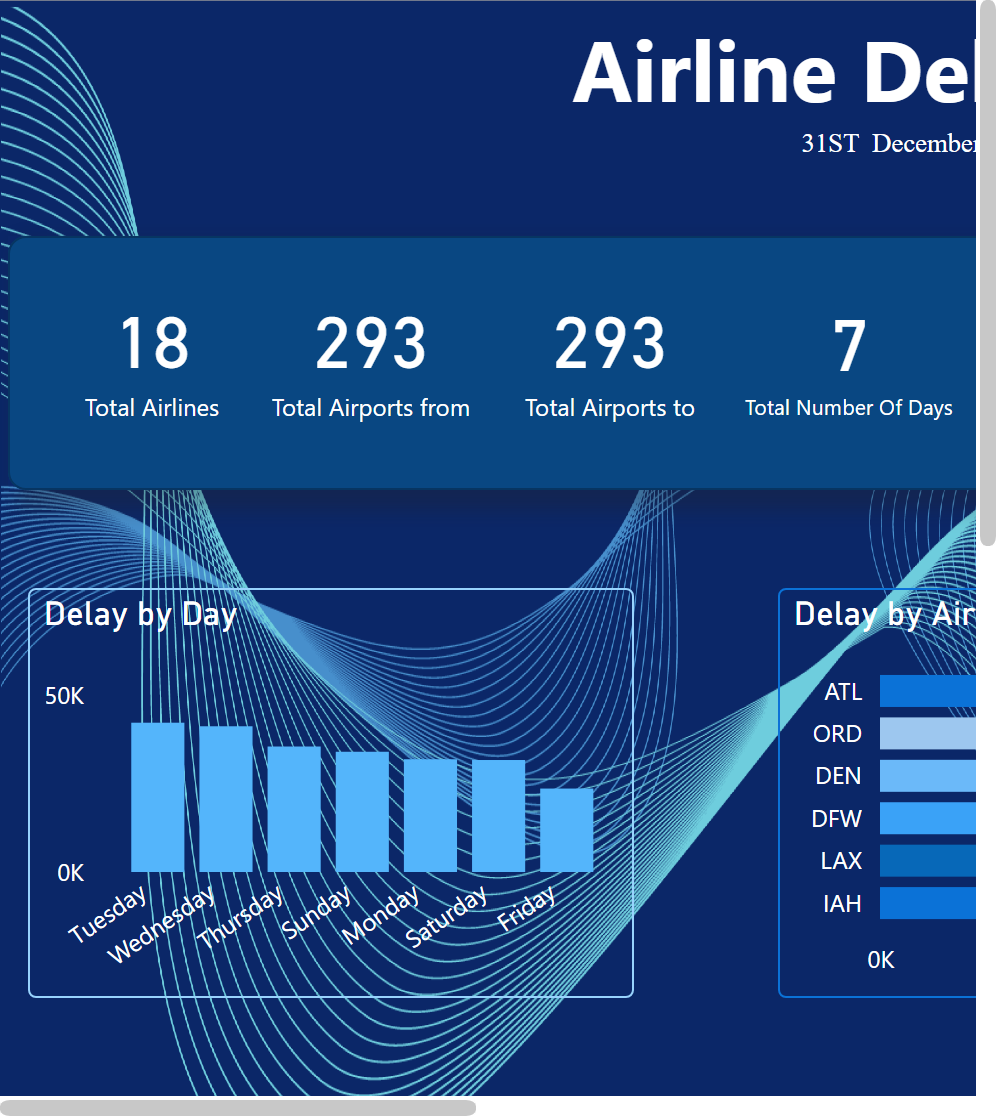 Airline De
31ST December
18
293
293
7
Total Airlines
Total Airports from
Total Airports to
Total Number Of Days
Delay by Day
50K
0K
Tuesday
Wednesday
Thursday
Sunday
Monday
Saturday
Friday
Delay by Air
ATL
ORD
DEN
DFW
LAX
IAH
0K